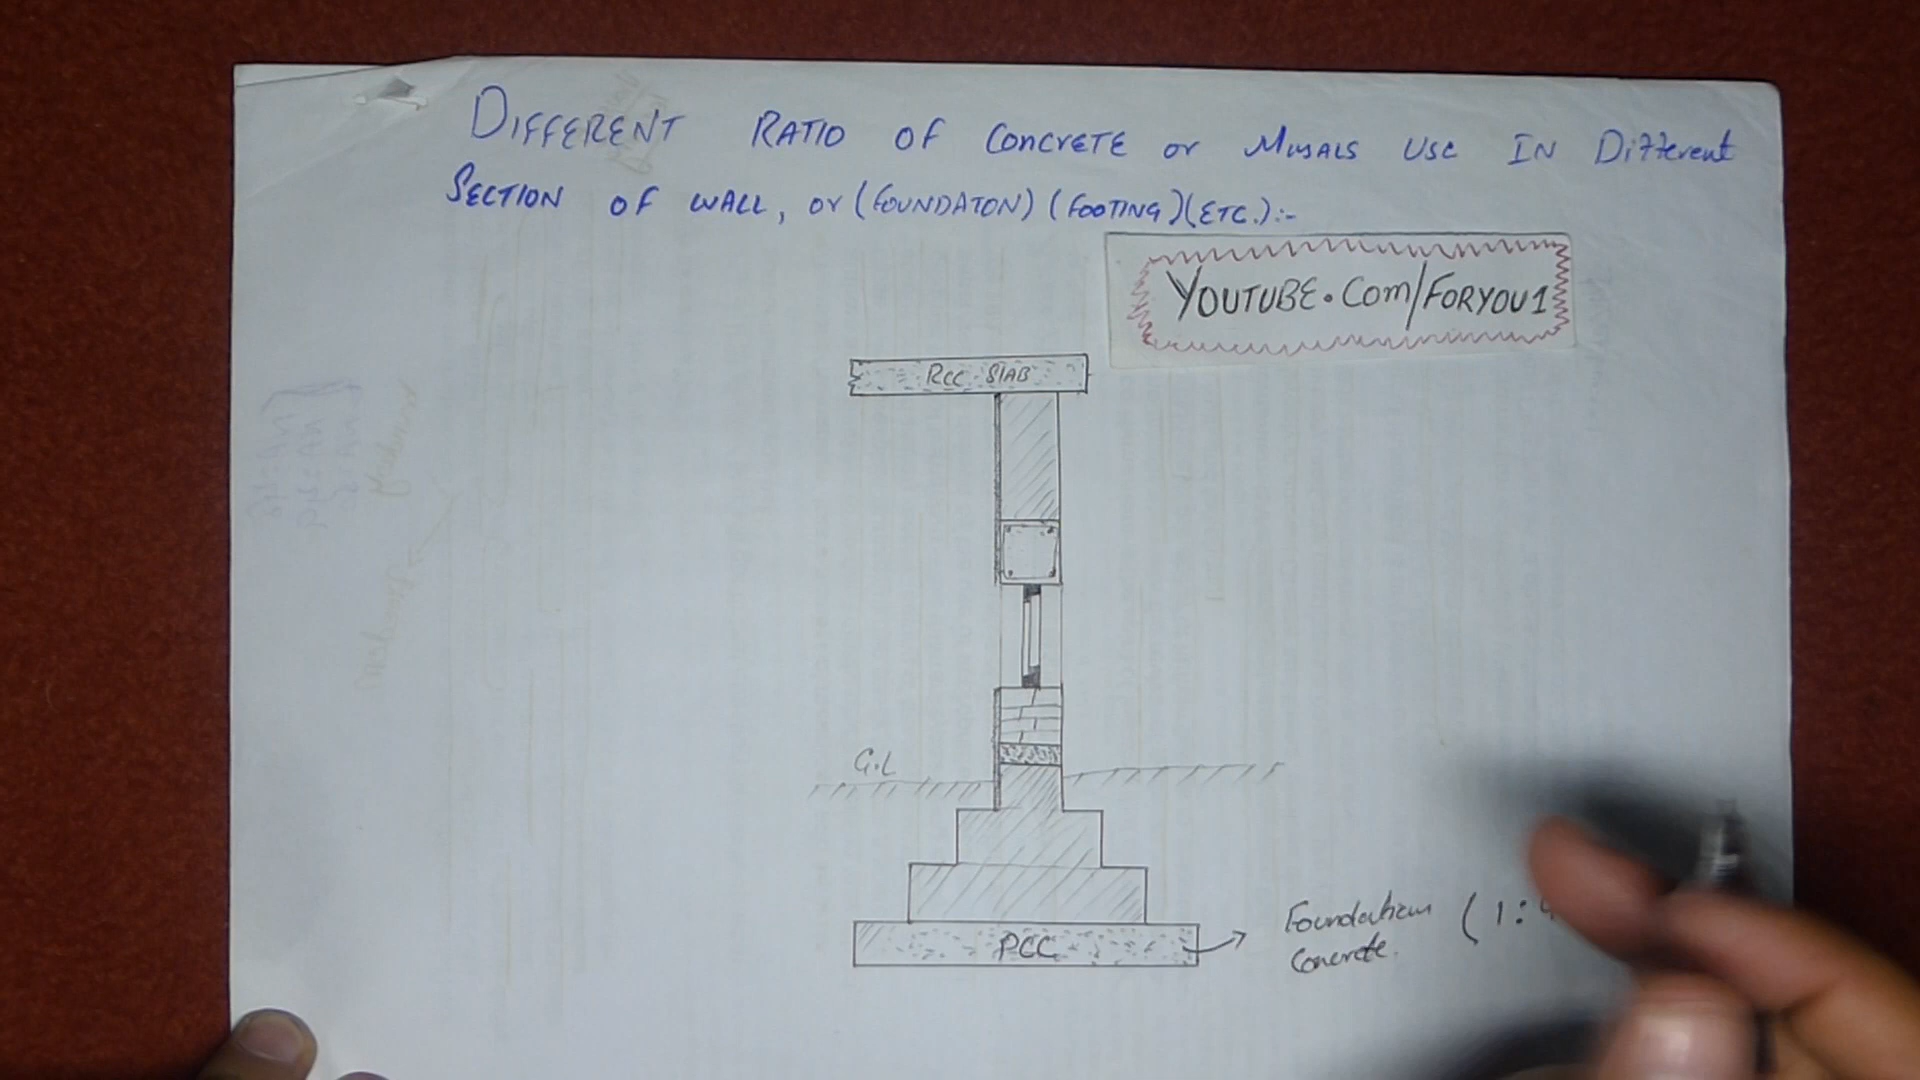 DIFFERENT RATIO OF CONCRETE or MUSALS USE IN Different
SECTION OF WALL, or (FOUNDATON) (FOOTING)(ETC.):-
YOUTUBE.Com/FORYOU1
RCC SLAB
G.L
PCC
Foundation (1:4
Concrete.